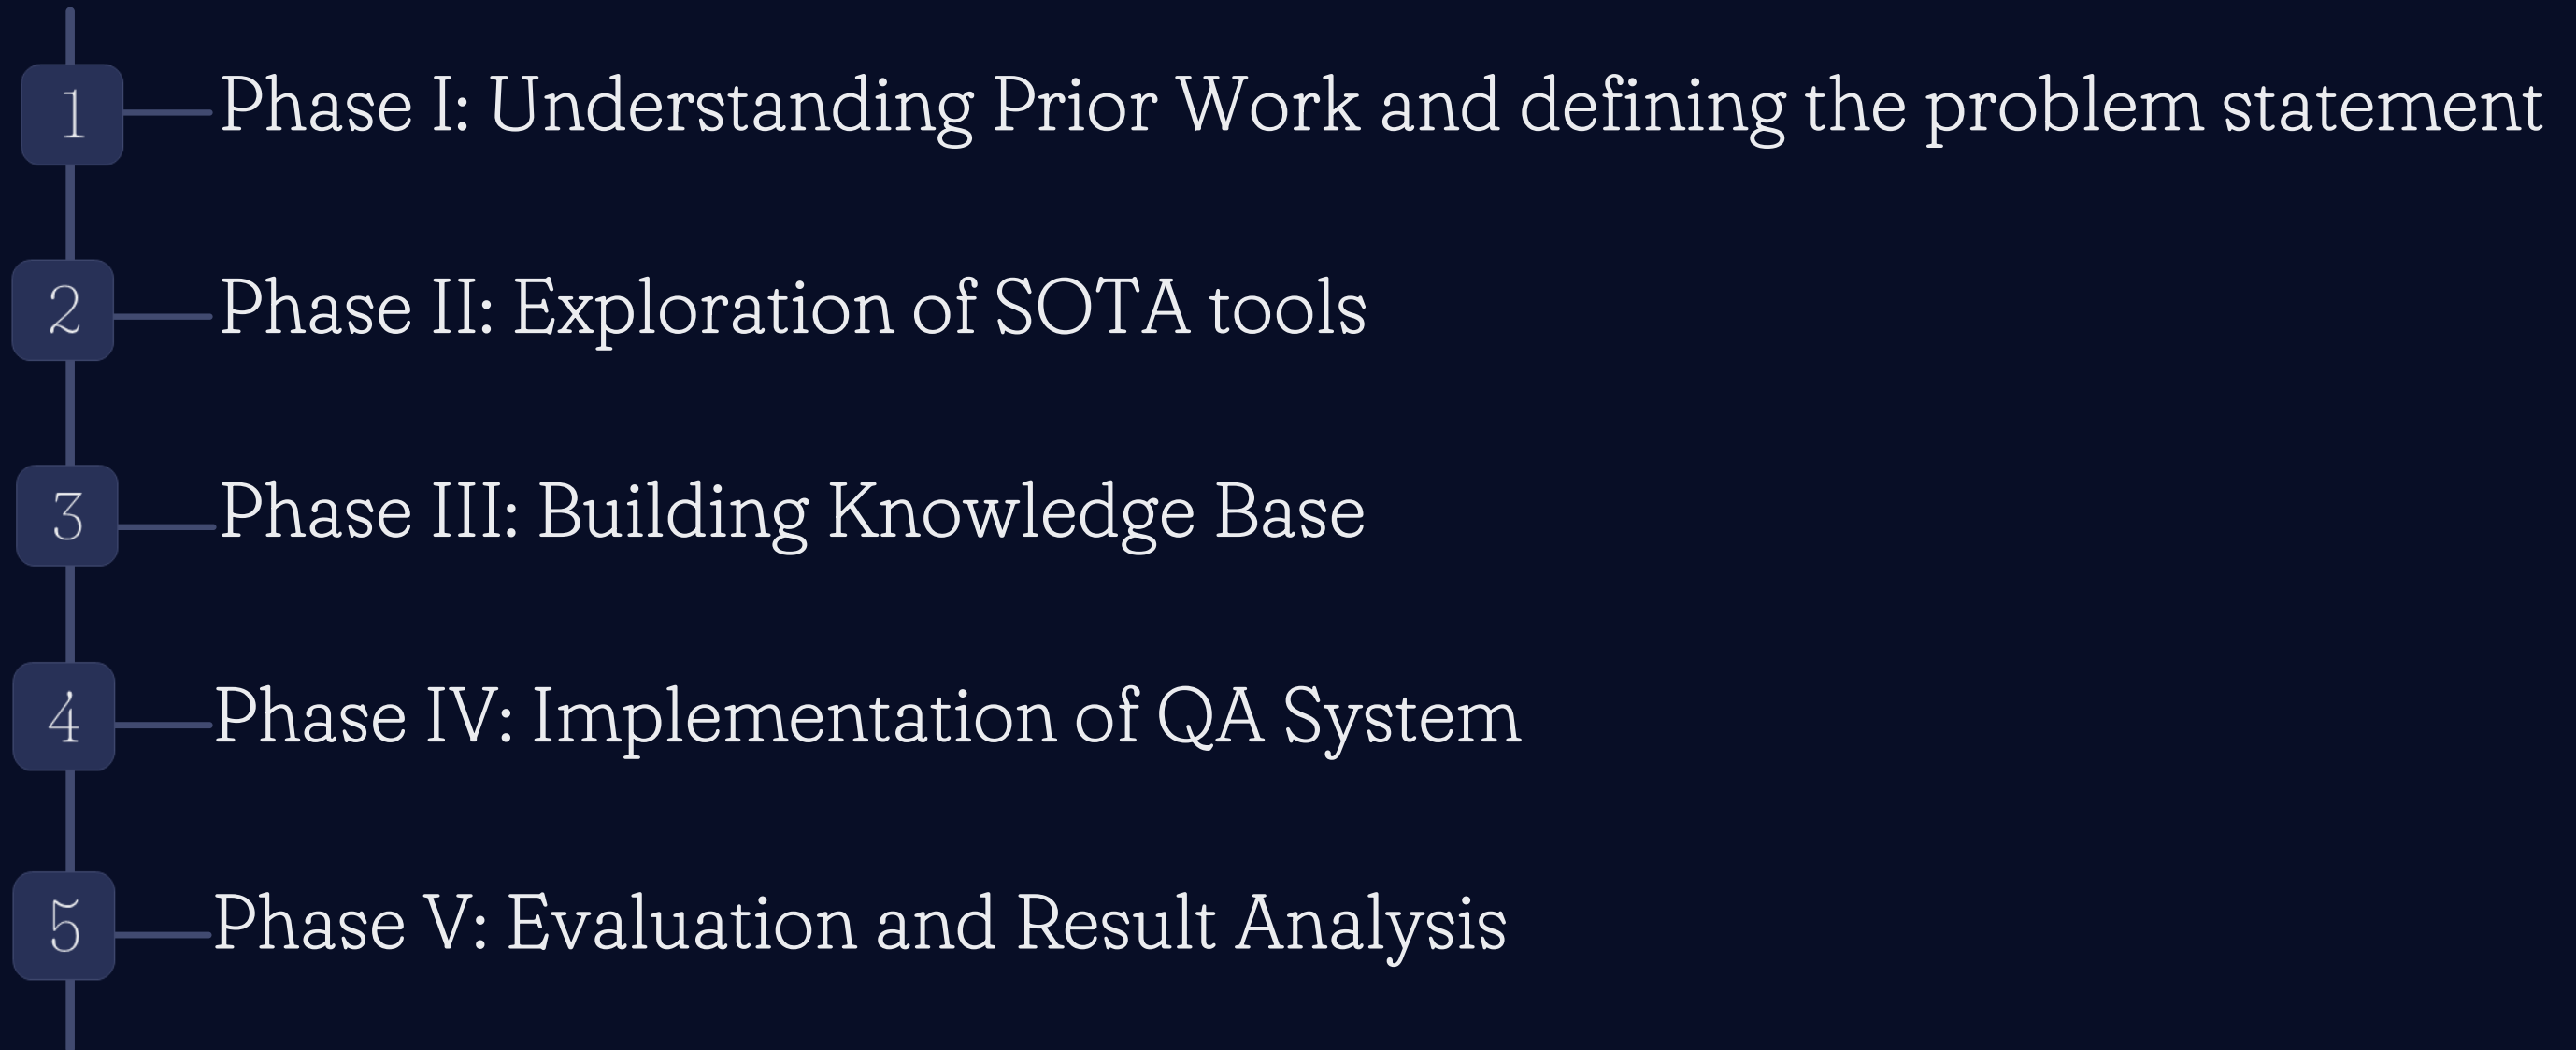 1
Phase I: Understanding Prior Work and defining the problem statement
2
Phase II: Exploration of SOTA tools
3
Phase III: Building Knowledge Base
4
Phase IV: Implementation of QA System
5
Phase V: Evaluation and Result Analysis